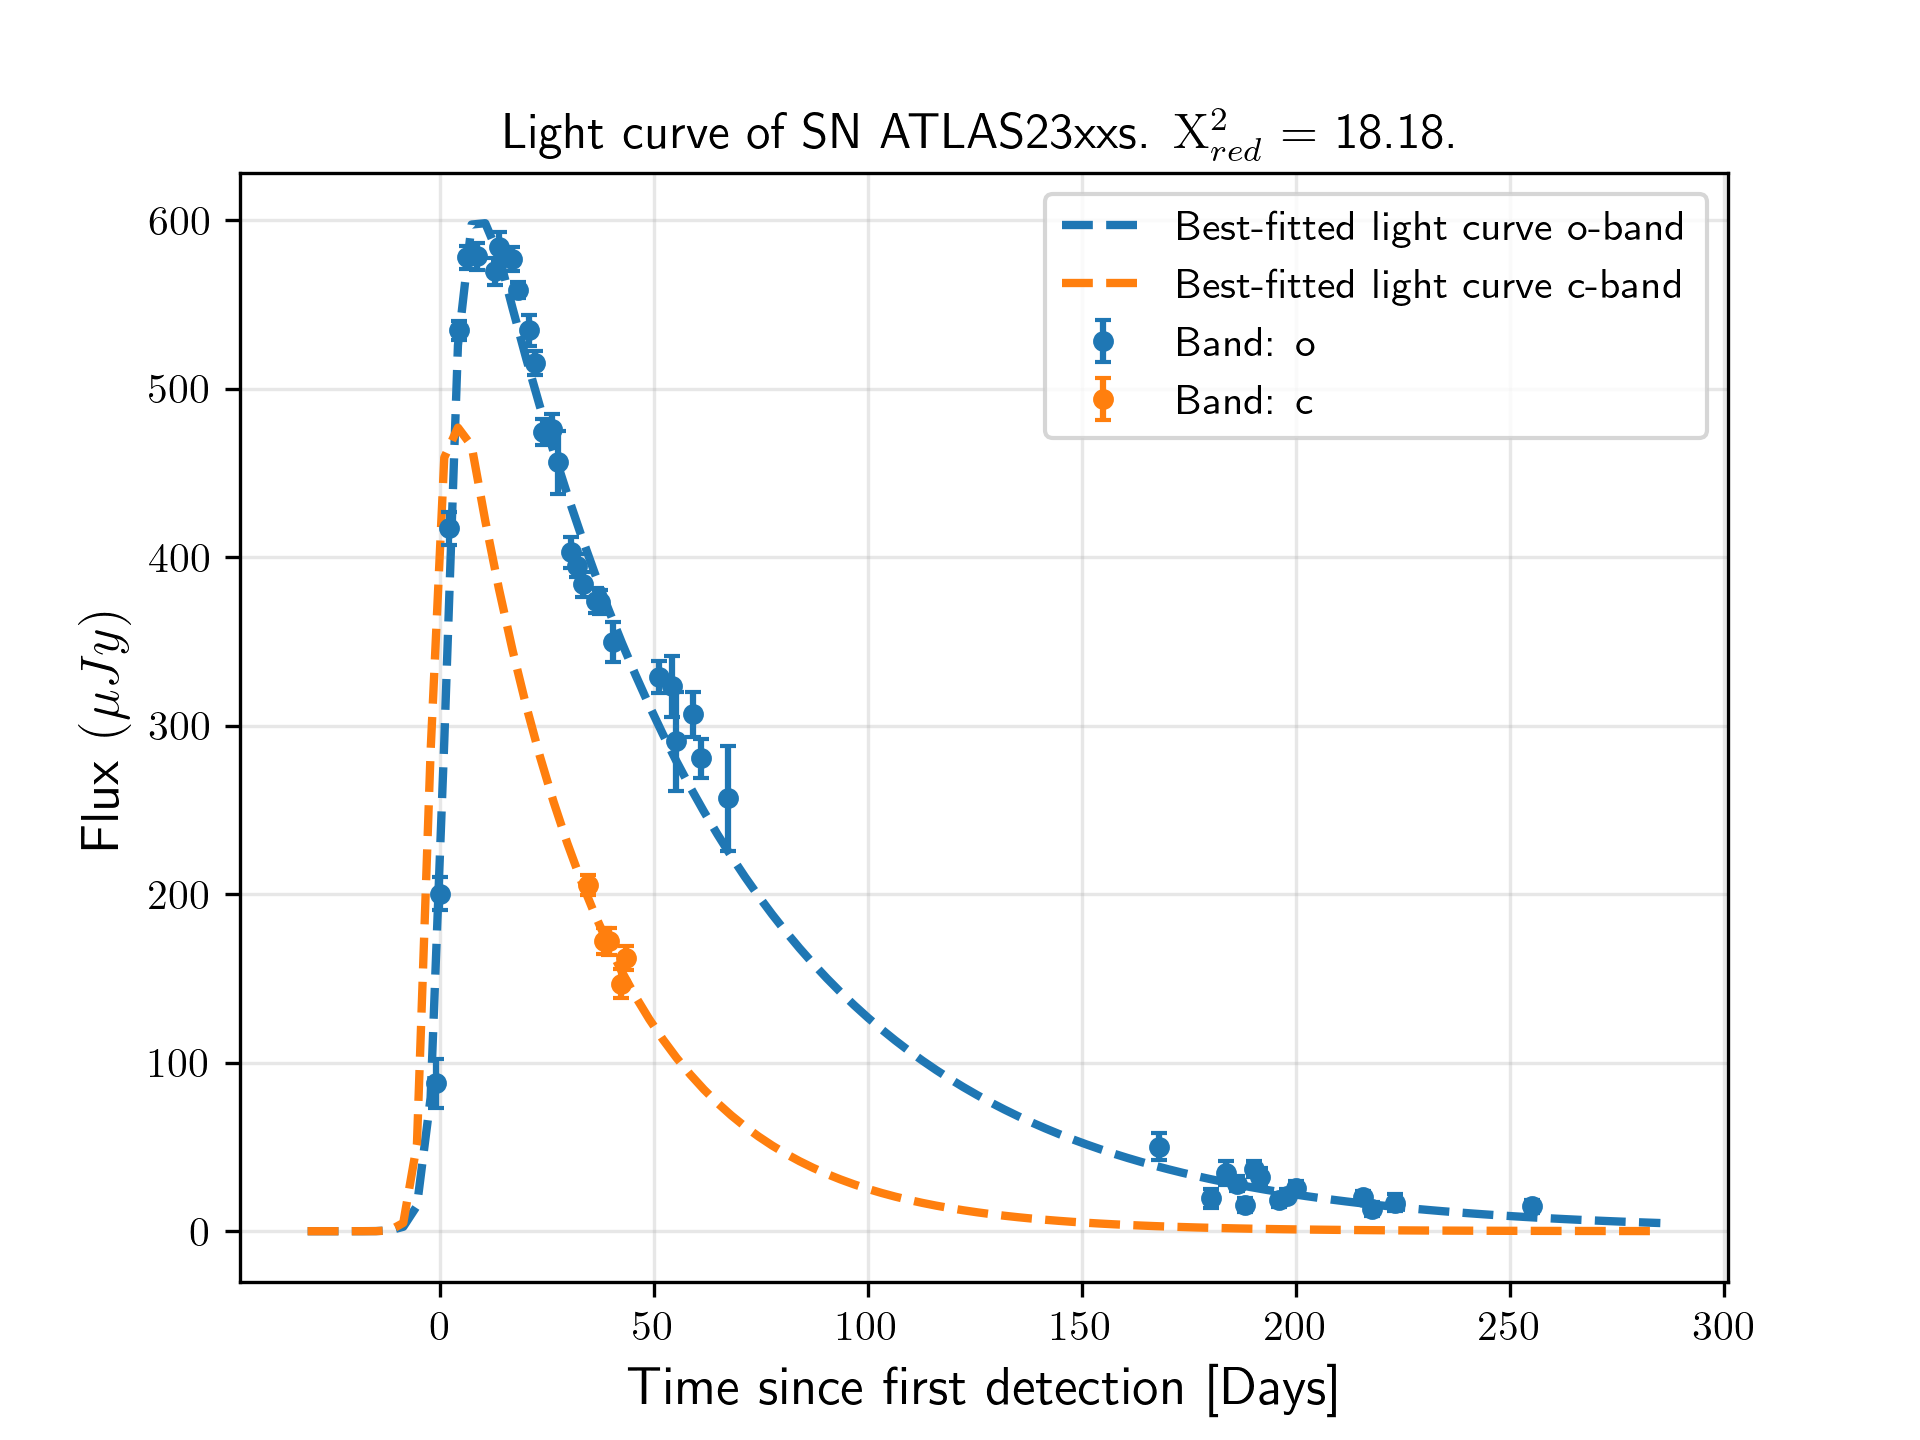 Light curve of SN ATLAS23xxs. X²_red = 18.18.
Best-fitted light curve o-band
Best-fitted light curve c-band
Band: o
Band: c
Flux (μJy)
600
500
400
300
200
100
0
0 50 100 150 200 250 300
Time since first detection [Days]